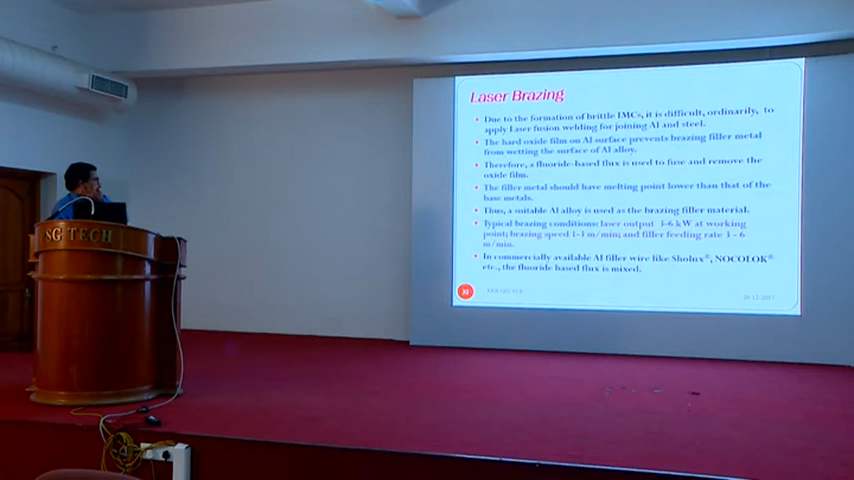 Laser Brazing
Due to the formation of brittle IMCs, it is difficult, ordinarily, to
apply Laser fusion welding for joining Al and steel.
The hard oxide film on Al surface prevents brazing filler metal
from wetting the surface of Al alloy.
Therefore, a fluoride-based flux is used to fuse and remove the
oxide film.
The filler metal should have melting point lower than that of the
base metals.
Thus, a suitable Al alloy is used as the brazing filler material.
Typical brazing conditions: laser output 3-6 kW at working
point; brazing speed 1-3 m/min; and filler feeding rate 3 – 6
m/min.
In commercially available Al filler wire like Sholux®, NOCOLOK®
etc., the fluoride based flux is mixed.
20-12-2017
PSG TECH